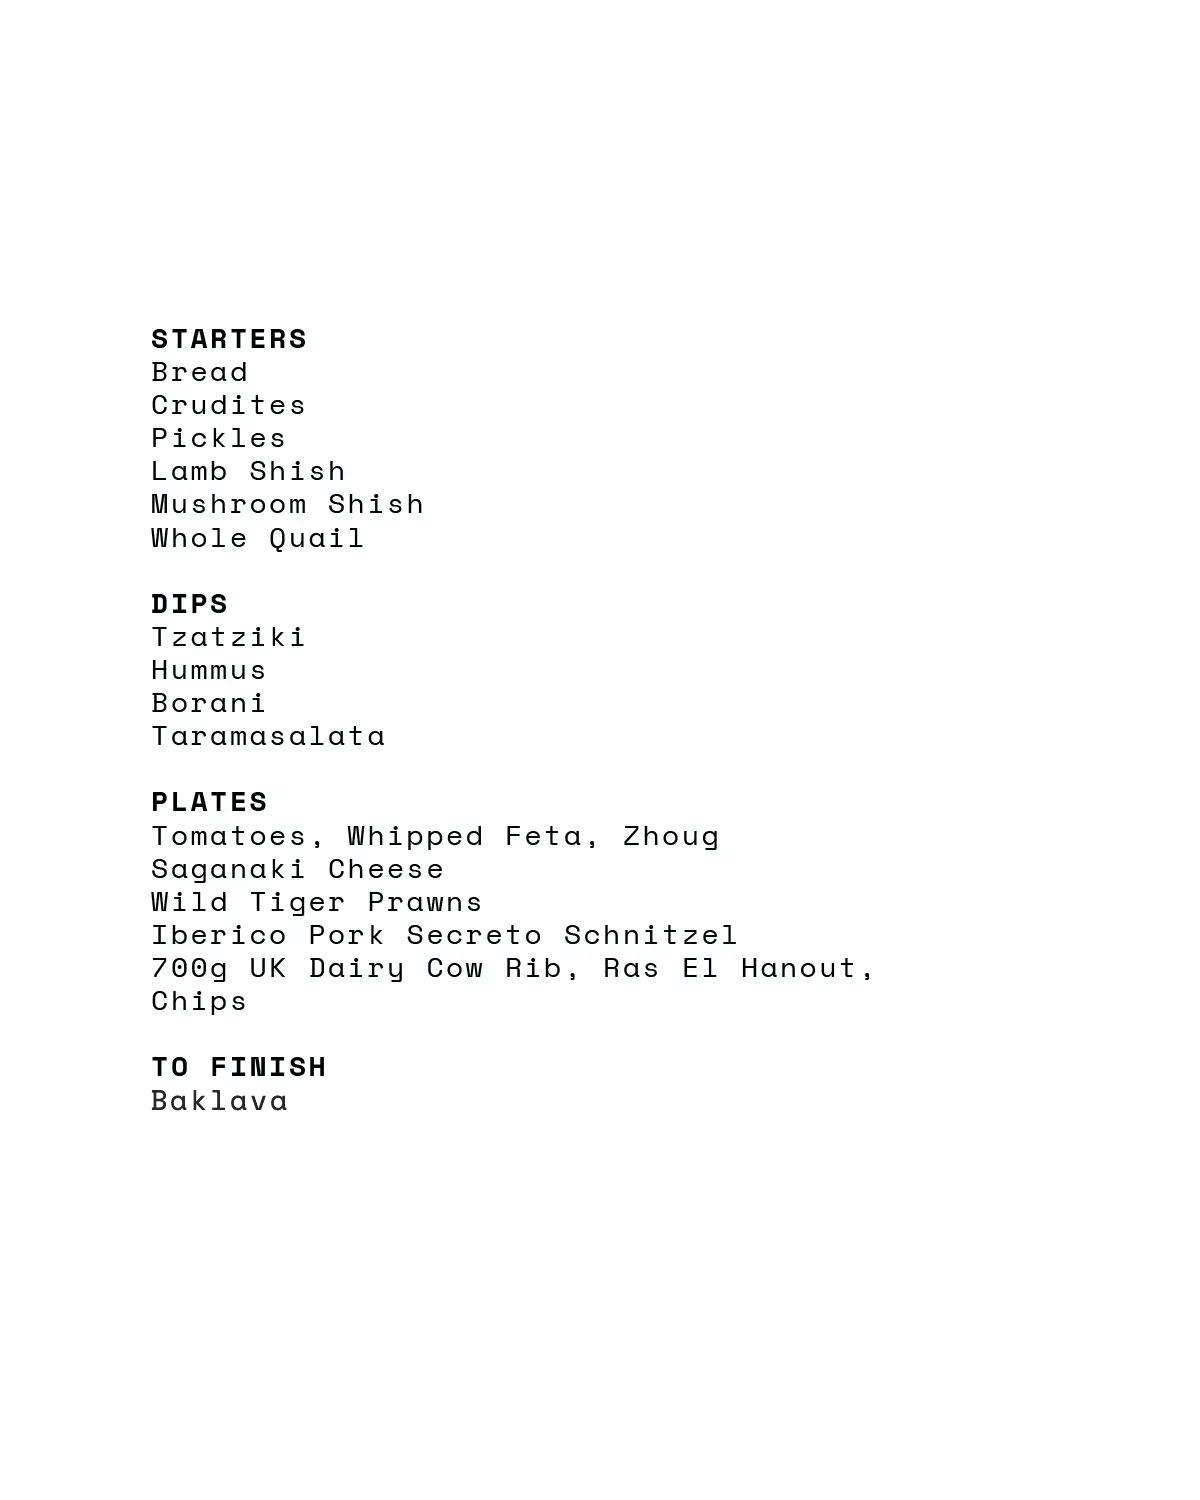 STARTERS
Bread
Crudites
Pickles
Lamb Shish
Mushroom Shish
Whole Quail
DIPS
Tzatziki
Hummus
Borani
Taramasalata
PLATES
Tomatoes, Whipped Feta, Zhoug
Saganaki Cheese
Wild Tiger Prawns
Iberico Pork Secreto Schnitzel
700g UK Dairy Cow Rib, Ras El Hanout,
Chips
TO FINISH
Baklava